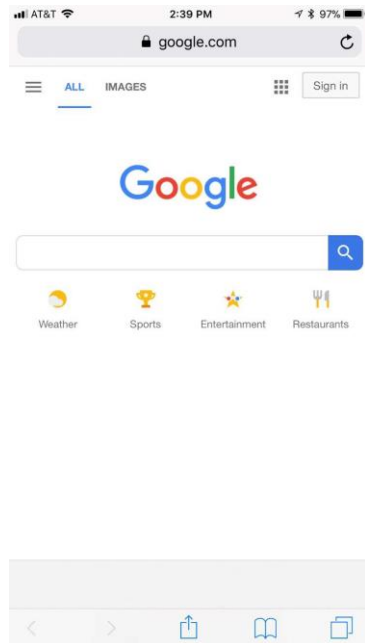 AT&T 2:39 PM 97%
google.com
ALL IMAGES Sign in
Google
Weather Sports Entertainment Restaurants